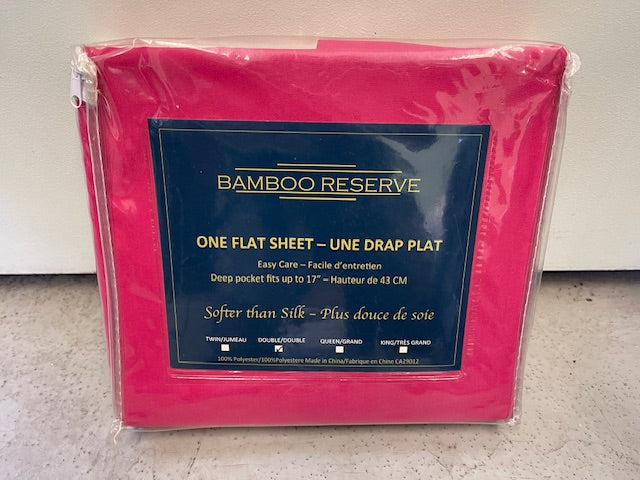 BAMBOO RESERVE
ONE FLAT SHEET – UNE DRAP PLAT
Easy Care – Facile d'entretien
Deep pocket fits up to 17" – Hauteur de 43 CM
Softer than Silk – Plus douce de soie
TWIN/JUMEAU DOUBLE/DOUBLE QUEEN/GRAND KING/TRÈS GRAND
100% Polyester/100%Polyestere Made in China/Fabrique en Chine CA29012